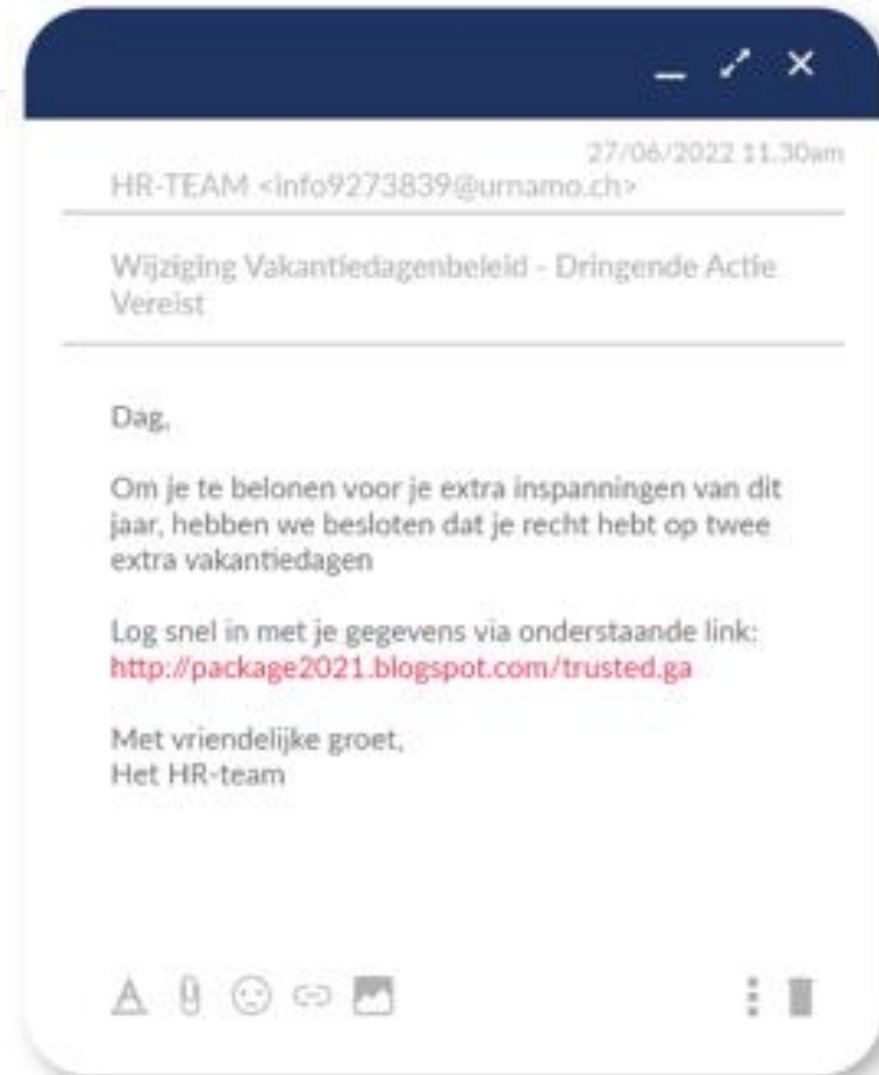 27/06/2022 11.30am
HR-TEAM <info9273839@urnamo.ch>
Wijziging Vakantiedagenbeleid - Dringende Actie
Vereist
Dag,
Om je te belonen voor je extra inspanningen van dit
jaar, hebben we besloten dat je recht hebt op twee
extra vakantiedagen
Log snel in met je gegevens via onderstaande link:
http://package2021.blogspot.com/trusted.ga
Met vriendelijke groet,
Het HR-team